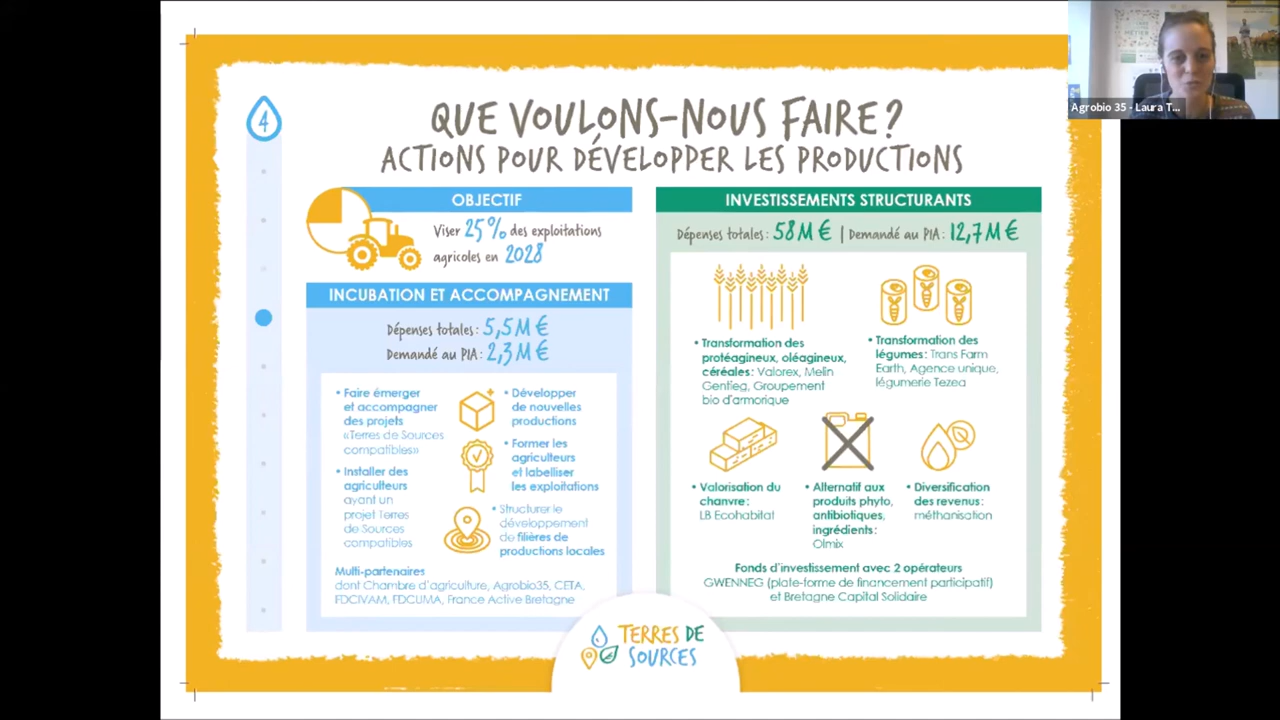 Agrobio 35 - Laura T...
4
QUE VOULONS-NOUS FAIRE ?
ACTIONS POUR DÉVELOPPER LES PRODUCTIONS
OBJECTIF
Viser 25 % des exploitations
agricoles en 2028
INCUBATION ET ACCOMPAGNEMENT
Dépenses totales : 5,5 M €
Demandé au PIA : 2,3 M €
• Faire émerger
et accompagner
des projets
«Terres de Sources
compatibles»
• Installer des
agriculteurs
ayant un
projet Terres
de Sources
compatibles
• Développer
de nouvelles
productions
• Former les
agriculteurs
et labelliser
les exploitations
• Structurer le
développement
de filières de
productions locales
Multi-partenaires
dont Chambre d'agriculture, Agrobio35, CETA,
FDCIVAM, FDCUMA, France Active Bretagne
INVESTISSEMENTS STRUCTURANTS
Dépenses totales : 58 M € | Demandé au PIA : 12,7 M €
• Transformation des
protéagineux, oléagineux,
céréales : Valorex, Melin
Gentieg, Groupement
bio d'armorique
• Transformation des
légumes : Trans Farm
Earth, Agence unique,
légumerie Tezea
• Valorisation du
chanvre :
LB Ecohabitat
• Alternatif aux
produits phyto,
antibiotiques,
ingrédients :
Olmix
• Diversification
des revenus :
méthanisation
Fonds d'investissement avec 2 opérateurs
GWENNEG (plate-forme de financement participatif)
et Bretagne Capital Solidaire
TERRES DE
SOURCES